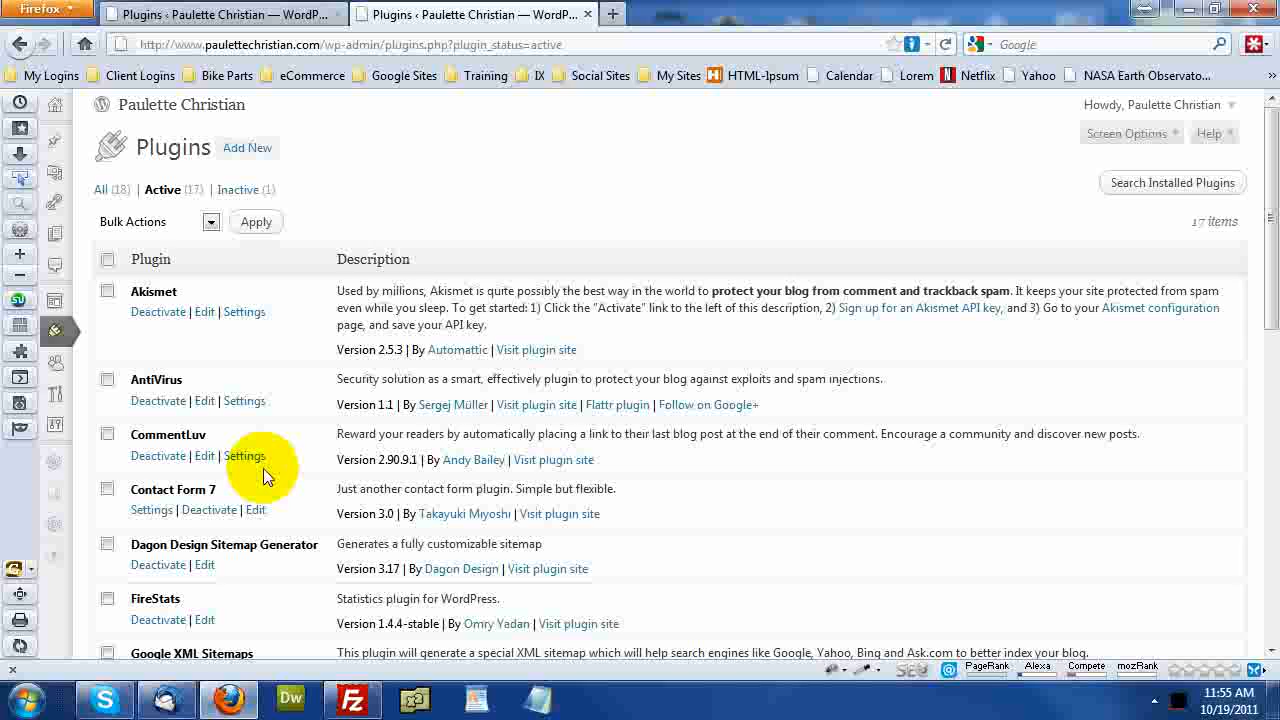 Firefox
Plugins ‹ Paulette Christian — WordP...
Plugins ‹ Paulette Christian — WordP...
http://www.paulettechristian.com/wp-admin/plugins.php?plugin_status=active
Google
My Logins
Client Logins
Bike Parts
eCommerce
Google Sites
Training
IX
Social Sites
My Sites
HTML-Ipsum
Calendar
Lorem
Netflix
Yahoo
NASA Earth Observato...
Paulette Christian
Howdy, Paulette Christian
Plugins Add New
Screen Options
Help
All (18) | Active (17) | Inactive (1)
Search Installed Plugins
Bulk Actions
Apply
17 items
Plugin
Description
Akismet
Deactivate | Edit | Settings
Used by millions, Akismet is quite possibly the best way in the world to protect your blog from comment and trackback spam. It keeps your site protected from spam
even while you sleep. To get started: 1) Click the "Activate" link to the left of this description, 2) Sign up for an Akismet API key, and 3) Go to your Akismet configuration
page, and save your API key.
Version 2.5.3 | By Automattic | Visit plugin site
AntiVirus
Deactivate | Edit | Settings
Security solution as a smart, effectively plugin to protect your blog against exploits and spam injections.
Version 1.1 | By Sergej Müller | Visit plugin site | Flattr plugin | Follow on Google+
CommentLuv
Deactivate | Edit | Settings
Reward your readers by automatically placing a link to their last blog post at the end of their comment. Encourage a community and discover new posts.
Version 2.90.9.1 | By Andy Bailey | Visit plugin site
Contact Form 7
Settings | Deactivate | Edit
Just another contact form plugin. Simple but flexible.
Version 3.0 | By Takayuki Miyoshi | Visit plugin site
Dagon Design Sitemap Generator
Deactivate | Edit
Generates a fully customizable sitemap
Version 3.17 | By Dagon Design | Visit plugin site
FireStats
Deactivate | Edit
Statistics plugin for WordPress.
Version 1.4.4-stable | By Omry Yadan | Visit plugin site
Google XML Sitemaps
This plugin will generate a special XML sitemap which will help search engines like Google, Yahoo, Bing and Ask.com to better index your blog.
PageRank
Alexa
Compete
mozRank
Dw
11:55 AM
10/19/2011